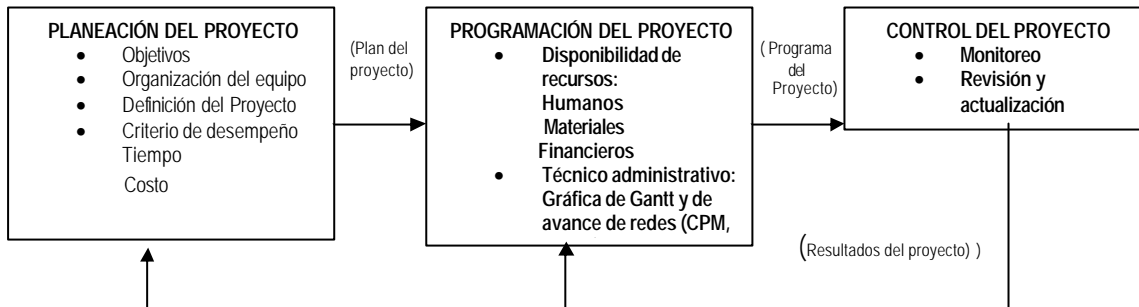 PLANEACIÓN DEL PROYECTO
• Objetivos
• Organización del equipo
• Definición del Proyecto
• Criterio de desempeño
Tiempo
Costo
(Plan del
proyecto)
PROGRAMACIÓN DEL PROYECTO
• Disponibilidad de
recursos:
Humanos
Materiales
Financieros
• Técnico administrativo:
Gráfica de Gantt y de
avance de redes (CPM,
( Programa
del
Proyecto)
CONTROL DEL PROYECTO
• Monitoreo
• Revisión y
actualización
(Resultados del proyecto) )